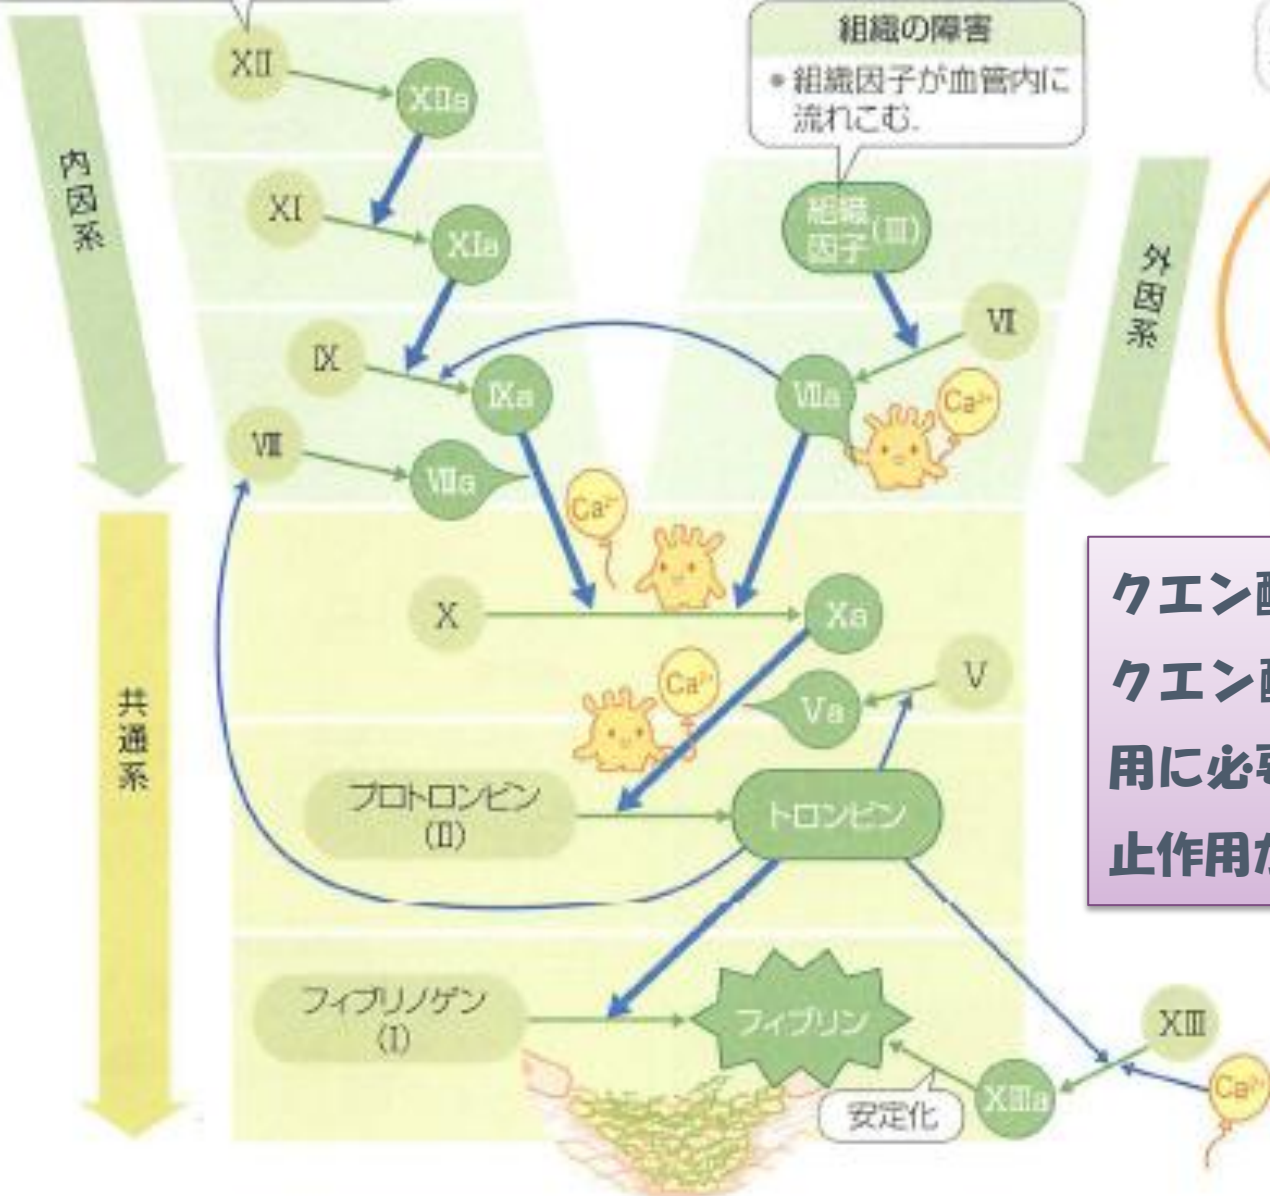 XII
XIIa
組織の障害
• 組織因子が血管内に
流れこむ.
内因系
XI
XIa
組織
因子(III)
外因系
VII
IX
IXa
VIIa
Ca²⁺
VIII
VIIIa
Ca²⁺
X
Xa
Ca²⁺
V
Va
共通系
プロトロンビン
(II)
トロンビン
フィブリノゲン
(I)
フィブリン
XIII
XIIIa
安定化
Ca²⁺
クエン
クエン
用に必
止作用